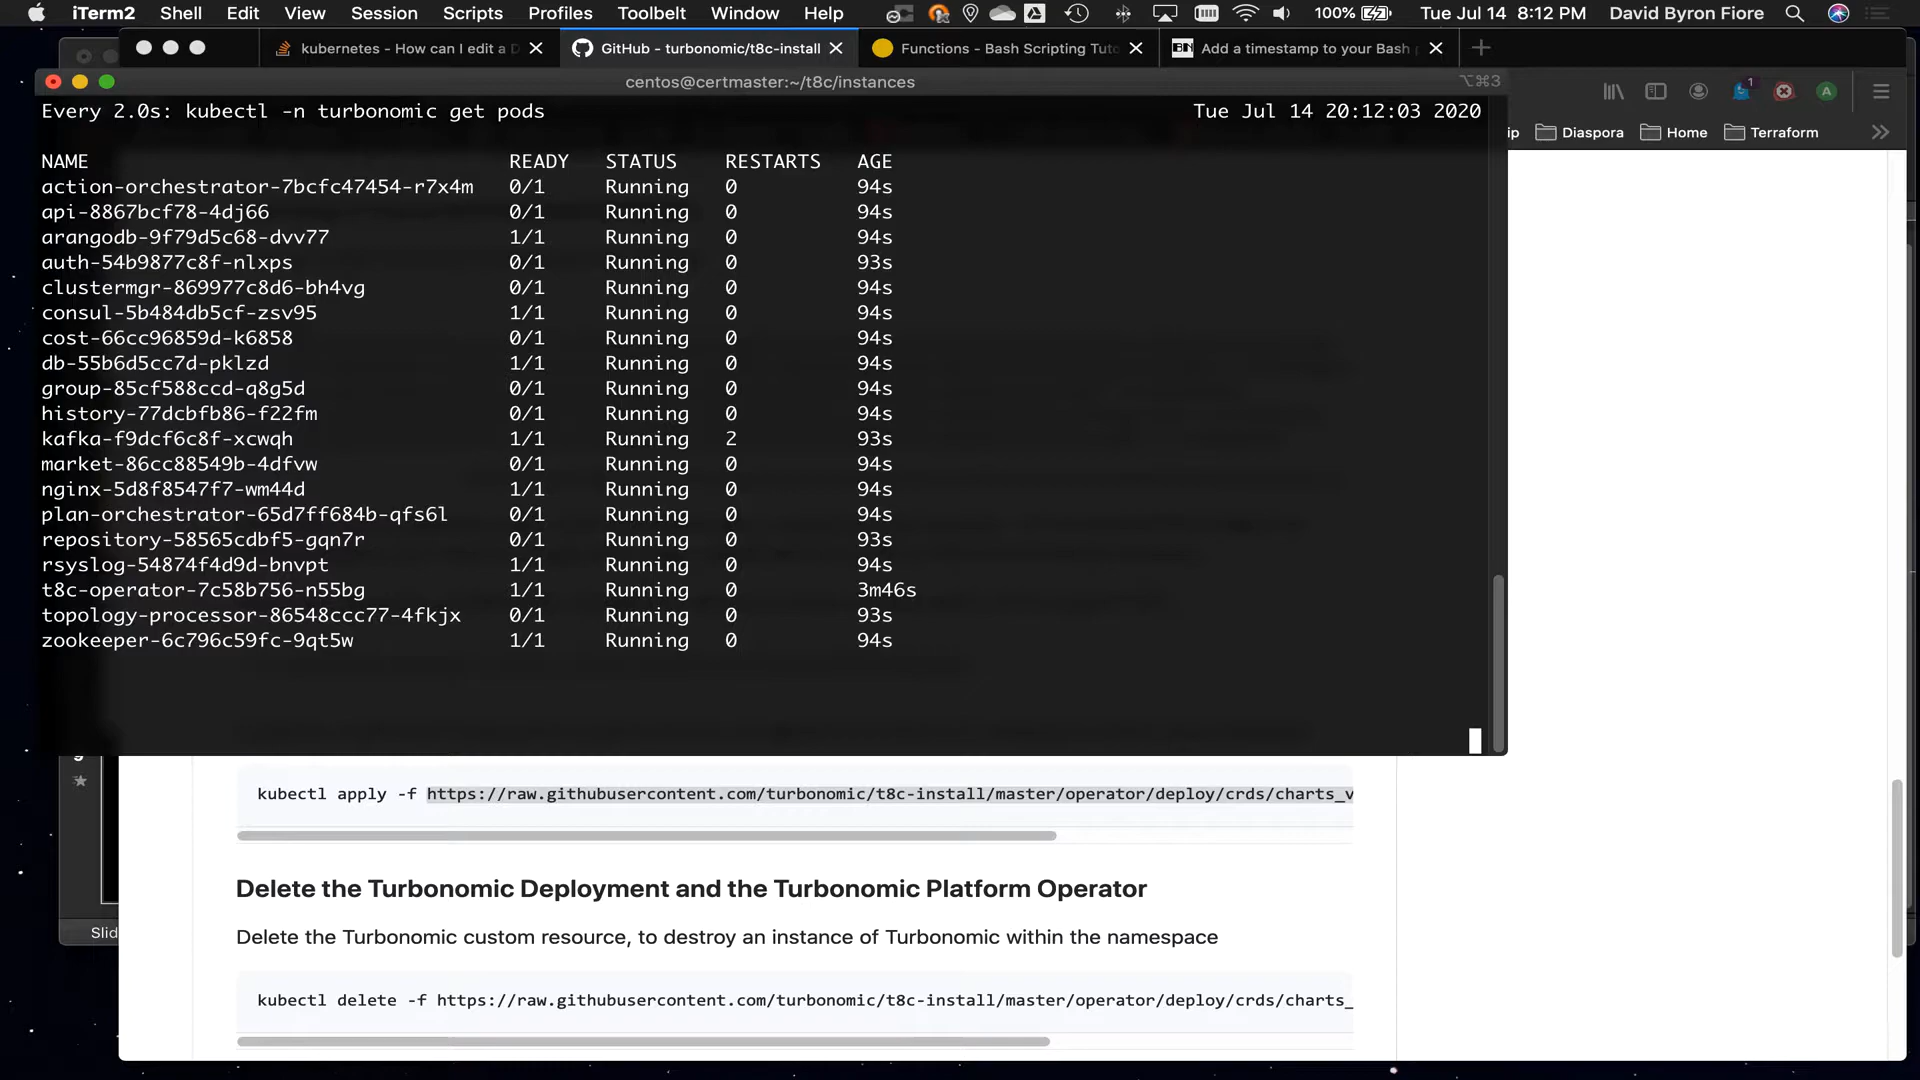 iTerm2 Shell Edit View Session Scripts Profiles Toolbelt Window Help 100% Tue Jul 14 8:12 PM David Byron Fiore
kubernetes - How can I edit a D
GitHub - turbonomic/t8c-install
Functions - Bash Scripting Tuto
Add a timestamp to your Bash
centos@certmaster:~/t8c/instances
⌥⌘3
Every 2.0s: kubectl -n turbonomic get pods Tue Jul 14 20:12:03 2020
ip Diaspora Home Terraform
NAME READY STATUS RESTARTS AGE
action-orchestrator-7bcfc47454-r7x4m 0/1 Running 0 94s
api-8867bcf78-4dj66 0/1 Running 0 94s
arangodb-9f79d5c68-dvv77 1/1 Running 0 94s
auth-54b9877c8f-nlxps 0/1 Running 0 93s
clustermgr-869977c8d6-bh4vg 0/1 Running 0 94s
consul-5b484db5cf-zsv95 1/1 Running 0 94s
cost-66cc96859d-k6858 0/1 Running 0 94s
db-55b6d5cc7d-pklzd 1/1 Running 0 94s
group-85cf588ccd-q8g5d 0/1 Running 0 94s
history-77dcbfb86-f22fm 0/1 Running 0 94s
kafka-f9dcf6c8f-xcwqh 1/1 Running 2 93s
market-86cc88549b-4dfvw 0/1 Running 0 94s
nginx-5d8f8547f7-wm44d 1/1 Running 0 94s
plan-orchestrator-65d7ff684b-qfs6l 0/1 Running 0 94s
repository-58565cdbf5-gqn7r 0/1 Running 0 93s
rsyslog-54874f4d9d-bnvpt 1/1 Running 0 94s
t8c-operator-7c58b756-n55bg 1/1 Running 0 3m46s
topology-processor-86548ccc77-4fkjx 0/1 Running 0 93s
zookeeper-6c796c59fc-9qt5w 1/1 Running 0 94s
kubectl apply -f https://raw.githubusercontent.com/turbonomic/t8c-install/master/operator/deploy/crds/charts_v
Delete the Turbonomic Deployment and the Turbonomic Platform Operator
Slid
Delete the Turbonomic custom resource, to destroy an instance of Turbonomic within the namespace
kubectl delete -f https://raw.githubusercontent.com/turbonomic/t8c-install/master/operator/deploy/crds/charts_